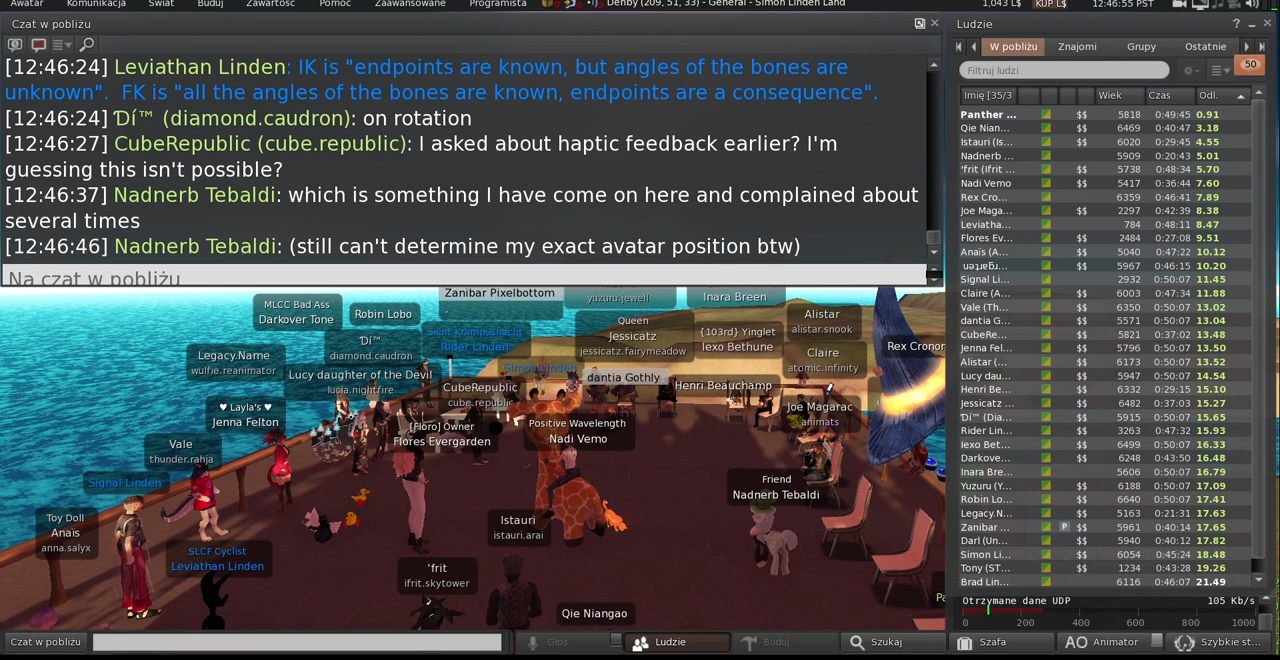 Awatar Komunikacja Świat Buduj Zawartość Pomoc Zaawansowane Programista
Denby (209, 51, 33) - General - Simon Linden Land
1,043 L$ KUP L$ 12:46:55 PST
Czat w pobliżu
[12:46:24] Leviathan Linden: IK is "endpoints are known, but angles of the bones are
unknown". FK is "all the angles of the bones are known, endpoints are a consequence".
[12:46:24] Ɗí™ (diamond.caudron): on rotation
[12:46:27] CubeRepublic (cube.republic): I asked about haptic feedback earlier? I'm
guessing this isn't possible?
[12:46:37] Nadnerb Tebaldi: which is something I have come on here and complained about
several times
[12:46:46] Nadnerb Tebaldi: (still can't determine my exact avatar position btw)
Na czat w pobliżu
MLCC Bad Ass
Darkover Tone
Robin Lobo
Zanibar Pixelbottom
yuzuru.jewell
Inara Breen
Ɗí™
diamond.caudron
Saint Krampusnacht
Rider Linden
Queen
Jessicatz
jessicatz.fairymeadow
{103rd} Yinglet
Iexo Bethune
Alistar
alistar.snook
Rex Cronon
Legacy.Name
wulfie.reanimator
Lucy daughter of the Devil
lucia.nightfire
Simon Linden
dantia Gothly
Claire
atomic.infinity
CubeRepublic
cube.republic
Henri Beauchamp
♥ Layla's ♥
Jenna Felton
[Floro] Owner
Flores Evergarden
Positive Wavelength
Nadi Vemo
Joe Magarac
animats
Vale
thunder.rahja
Signal Linden
Friend
Nadnerb Tebaldi
Toy Doll
Anaïs
anna.salyx
Istauri
istauri.arai
SLCF Cyclist
Leviathan Linden
'frit
ifrit.skytower
Qie Niangao
Czat w pobliżu Głos Ludzie Buduj Szukaj
Ludzie
W pobliżu Znajomi Grupy Ostatnie
50
Filtruj ludzi
Imię [35/3 Wiek Czas Odl.
Panther ... $$ 5818 0:49:45 0.91
Qie Nian... $$ 6469 0:50:07 3.18
Istauri (Is... $$ 6020 0:29:45 4.55
Nadnerb ... 5909 0:20:43 5.01
'frit (Ifrit ... $$ 5738 0:48:34 5.70
Nadi Vemo $$ 5417 0:36:44 7.60
Rex Cro... 6359 0:46:41 7.89
Joe Maga... $$ 2297 0:42:39 8.38
Leviatha... 784 0:48:11 8.47
Flores Ev... $$ 2484 0:27:08 9.51
Anaïs (A... $$ 5040 0:47:22 10.12
$$ 5967 0:46:15 10.20
Signal Li... 2932 0:50:07 11.45
Claire (A... $$ 6003 0:47:34 11.88
Vale (Th... $$ 6350 0:50:07 13.02
dantia G... $$ 5571 0:50:07 13.04
CubeRe... $$ 5821 0:37:02 13.48
Jenna Fel... $$ 5796 0:50:07 13.50
Alistar (... $$ 6173 0:50:07 13.52
Lucy dau... $$ 5947 0:50:07 14.54
Henri Be... $$ 6332 0:29:15 15.10
Jessicatz ... $$ 6482 0:37:03 15.27
Ɗí™ (Dia... $$ 5915 0:50:07 15.65
Rider Lin... $$ 3263 0:47:32 15.93
Iexo Bet... $$ 6499 0:50:07 16.33
Darkove... $$ 6248 0:43:50 16.48
Inara Bre... 5606 0:50:07 16.79
Yuzuru (Y... $$ 6188 0:50:07 17.09
Robin Lo... $$ 6640 0:50:07 17.41
Legacy.N... $$ 5163 0:21:31 17.63
Zanibar ... P $$ 5961 0:40:14 17.65
Darl (Un... $$ 5940 0:40:12 17.82
Simon Li... $$ 6054 0:45:24 18.48
Tony (ST... $$ 1234 0:43:28 19.26
Brad Lin... 6116 0:46:07 21.49
Otrzymane dane UDP 105 Kb/s
0 200 400 600 800 1000
Szafa AO Animator Szybkie st...